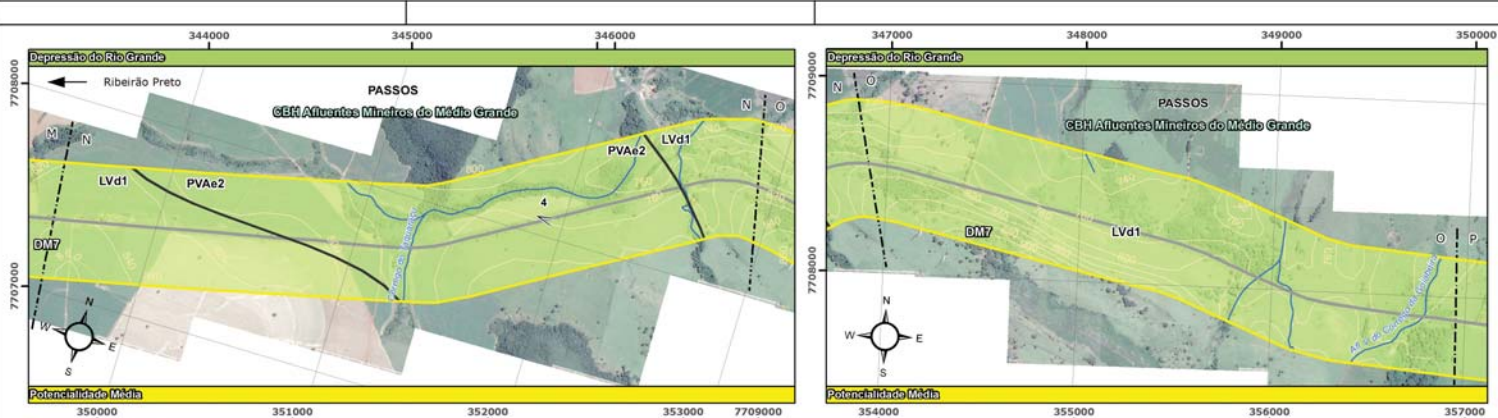 344000 345000 346000
Depressão do Rio Grande
7708000
Ribeirão Preto
PASSOS
CBH Afluentes Mineiros do Médio Grande
M N
N O
LVd1
PVAe2
PVAe2
LVd1
800
4
DM7
7707000
N
W
E
S
Potencialidade Média
350000 351000 352000 353000 7709000
347000 348000 349000 350000
Depressão do Rio Grande
7709000
N O
PASSOS
CBH Afluentes Mineiros do Médio Grande
DM7
LVd1
O P
7708000
N
W
E
S
Potencialidade Média
354000 355000 356000 357000